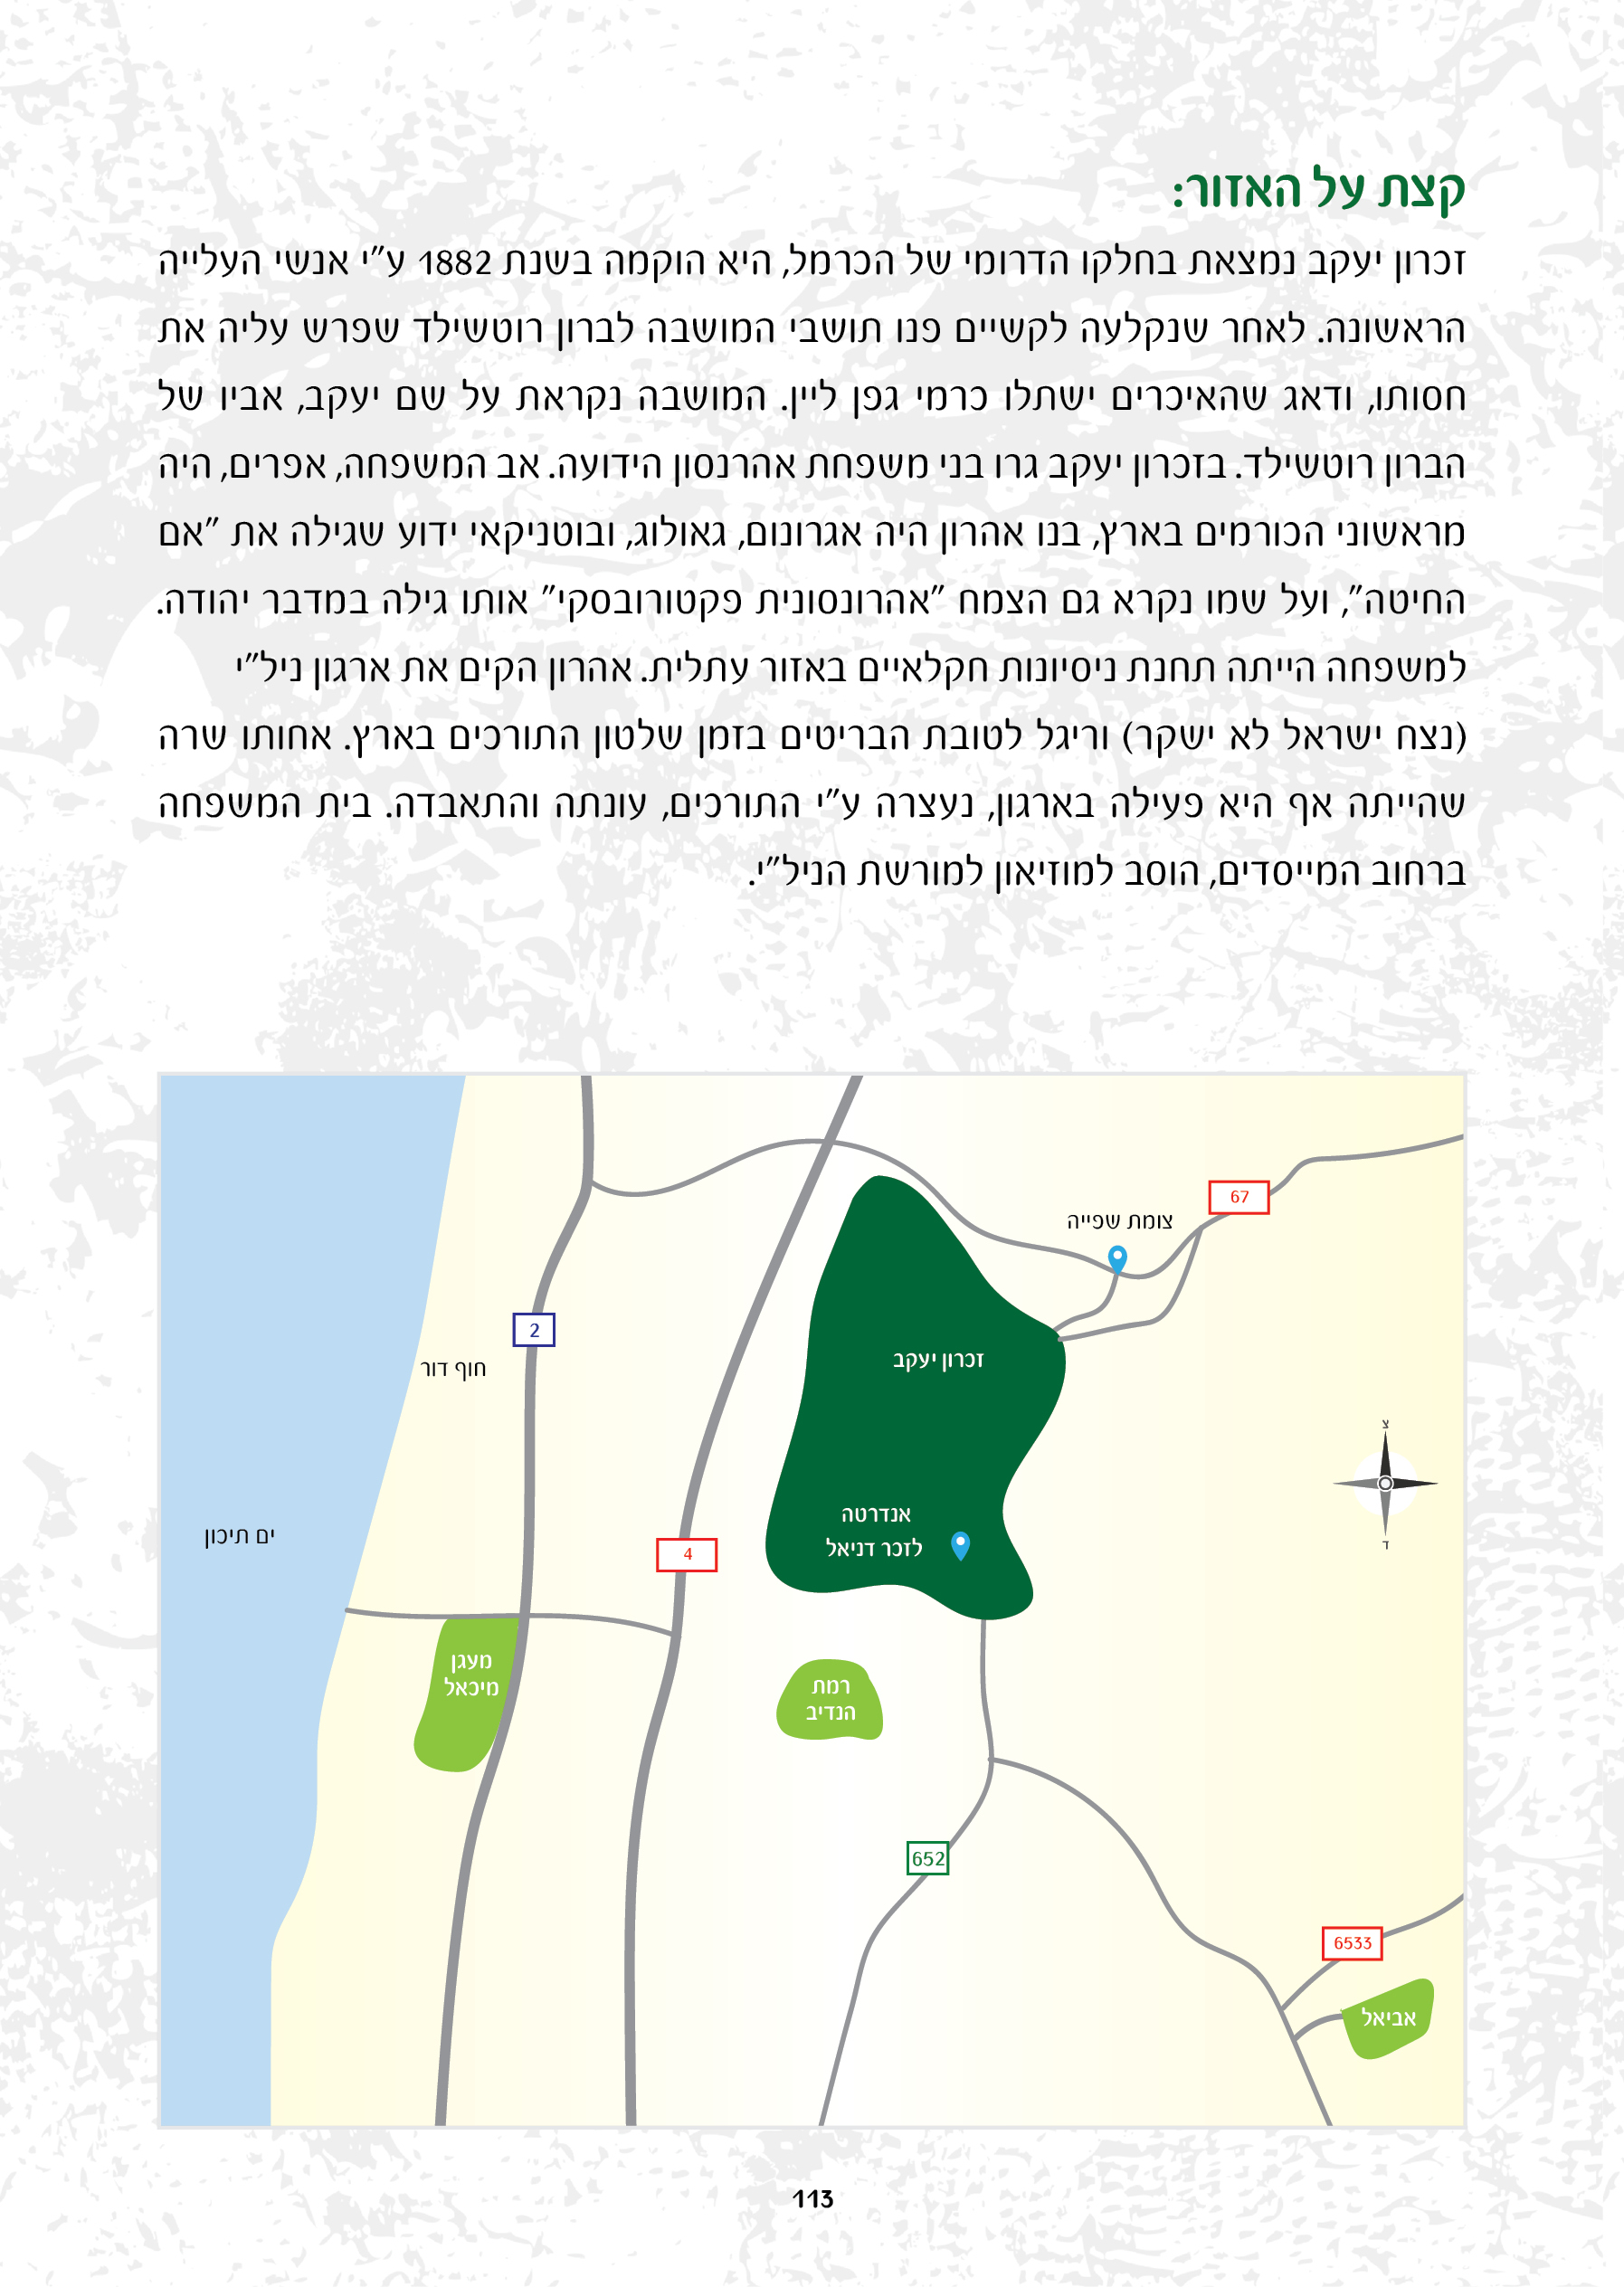 קצת על האזור:
זכרון יעקב נמצאת בחלקו הדרומי של הכרמל, היא הוקמה בשנת 1882 ע"י אנשי העלייה
הראשונה. לאחר שנקלעה לקשיים פנו תושבי המושבה לברון רוטשילד שפרש עליה את
חסותו, ודאג שהאיכרים ישתלו כרמי גפן ליין. המושבה נקראת על שם יעקב, אביו של
הברון רוטשילד. בזכרון יעקב גרו בני משפחת אהרנסון הידועה. אב המשפחה, אפרים, היה
מראשוני הכורמים בארץ, בנו אהרון היה אגרונום, גאולוג, ובוטניקאי ידוע שגילה את "אם
החיטה", ועל שמו נקרא גם הצמח "אהרונסונית פקטורובסקי" אותו גילה במדבר יהודה.
למשפחה הייתה תחנת ניסיונות חקלאיים באזור עתלית. אהרון הקים את ארגון ניל"י
(נצח ישראל לא ישקר) וריגל לטובת הבריטים בזמן שלטון התורכים בארץ. אחותו שרה
שהייתה אף היא פעילה בארגון, נעצרה ע"י התורכים, עונתה והתאבדה. בית המשפחה
ברחוב המייסדים, הוסב למוזיאון למורשת הניל"י.
67
צומת שפייה
2
חוף דור
זכרון יעקב
צ
ד
אנדרטה
לזכר דניאל
ים תיכון
4
מעגן
מיכאל
רמת
הנדיב
652
6533
אביאל
113